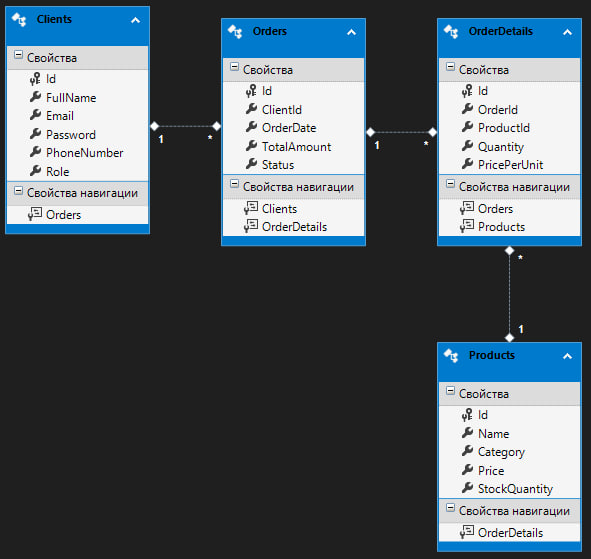 Clients
Свойства
Id
FullName
Email
Password
PhoneNumber
Role
Свойства навигации
Orders
1
*
Orders
Свойства
Id
ClientId
OrderDate
TotalAmount
Status
Свойства навигации
Clients
OrderDetails
1
*
OrderDetails
Свойства
Id
OrderId
ProductId
Quantity
PricePerUnit
Свойства навигации
Orders
Products
*
1
Products
Свойства
Id
Name
Category
Price
StockQuantity
Свойства навигации
OrderDetails